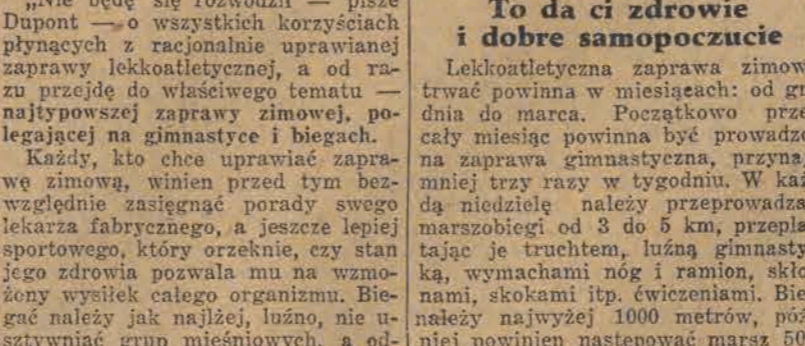 „Nie będę się rozwodził — pisze
Dupont — o wszystkich korzyściach
płynących z racjonalnie uprawianej
zaprawy lekkoatletycznej, a od ra-
zu przejdę do właściwego tematu —
najtypowszej zaprawy zimowej, po-
legającej na gimnastyce i biegach.
Każdy, kto chce uprawiać zapra-
wę zimową, winien przed tym bez-
względnie zasięgnąć porady swego
lekarza fabrycznego, a jeszcze lepiej
sportowego, który orzeknie, czy stan
jego zdrowia pozwala mu na wzmo-
żony wysiłek całego organizmu. Bie-
gać należy jak najlżej, luźno, nie u-
sztywniać grup mięśniowych, a od-
To da ci zdrowie
i dobre samopoczucie
Lekkoatletyczna zaprawa zimow
trwać powinna w miesiącach: od gr
dnia do marca. Początkowo prze
cały miesiąc powinna być prowadzo
na zaprawa gimnastyczna, przyna
mniej trzy razy w tygodniu. W każ
dą niedzielę należy przeprowadza
marszobiegi od 3 do 5 km, przepla
tając je truchtem, luźną gimnasty
ką, wymachami nóg i ramion, skło
nami, skokami itp. ćwiczeniami. Bie
należy najwyżej 1000 metrów, póź
niej powinien następować marsz 50